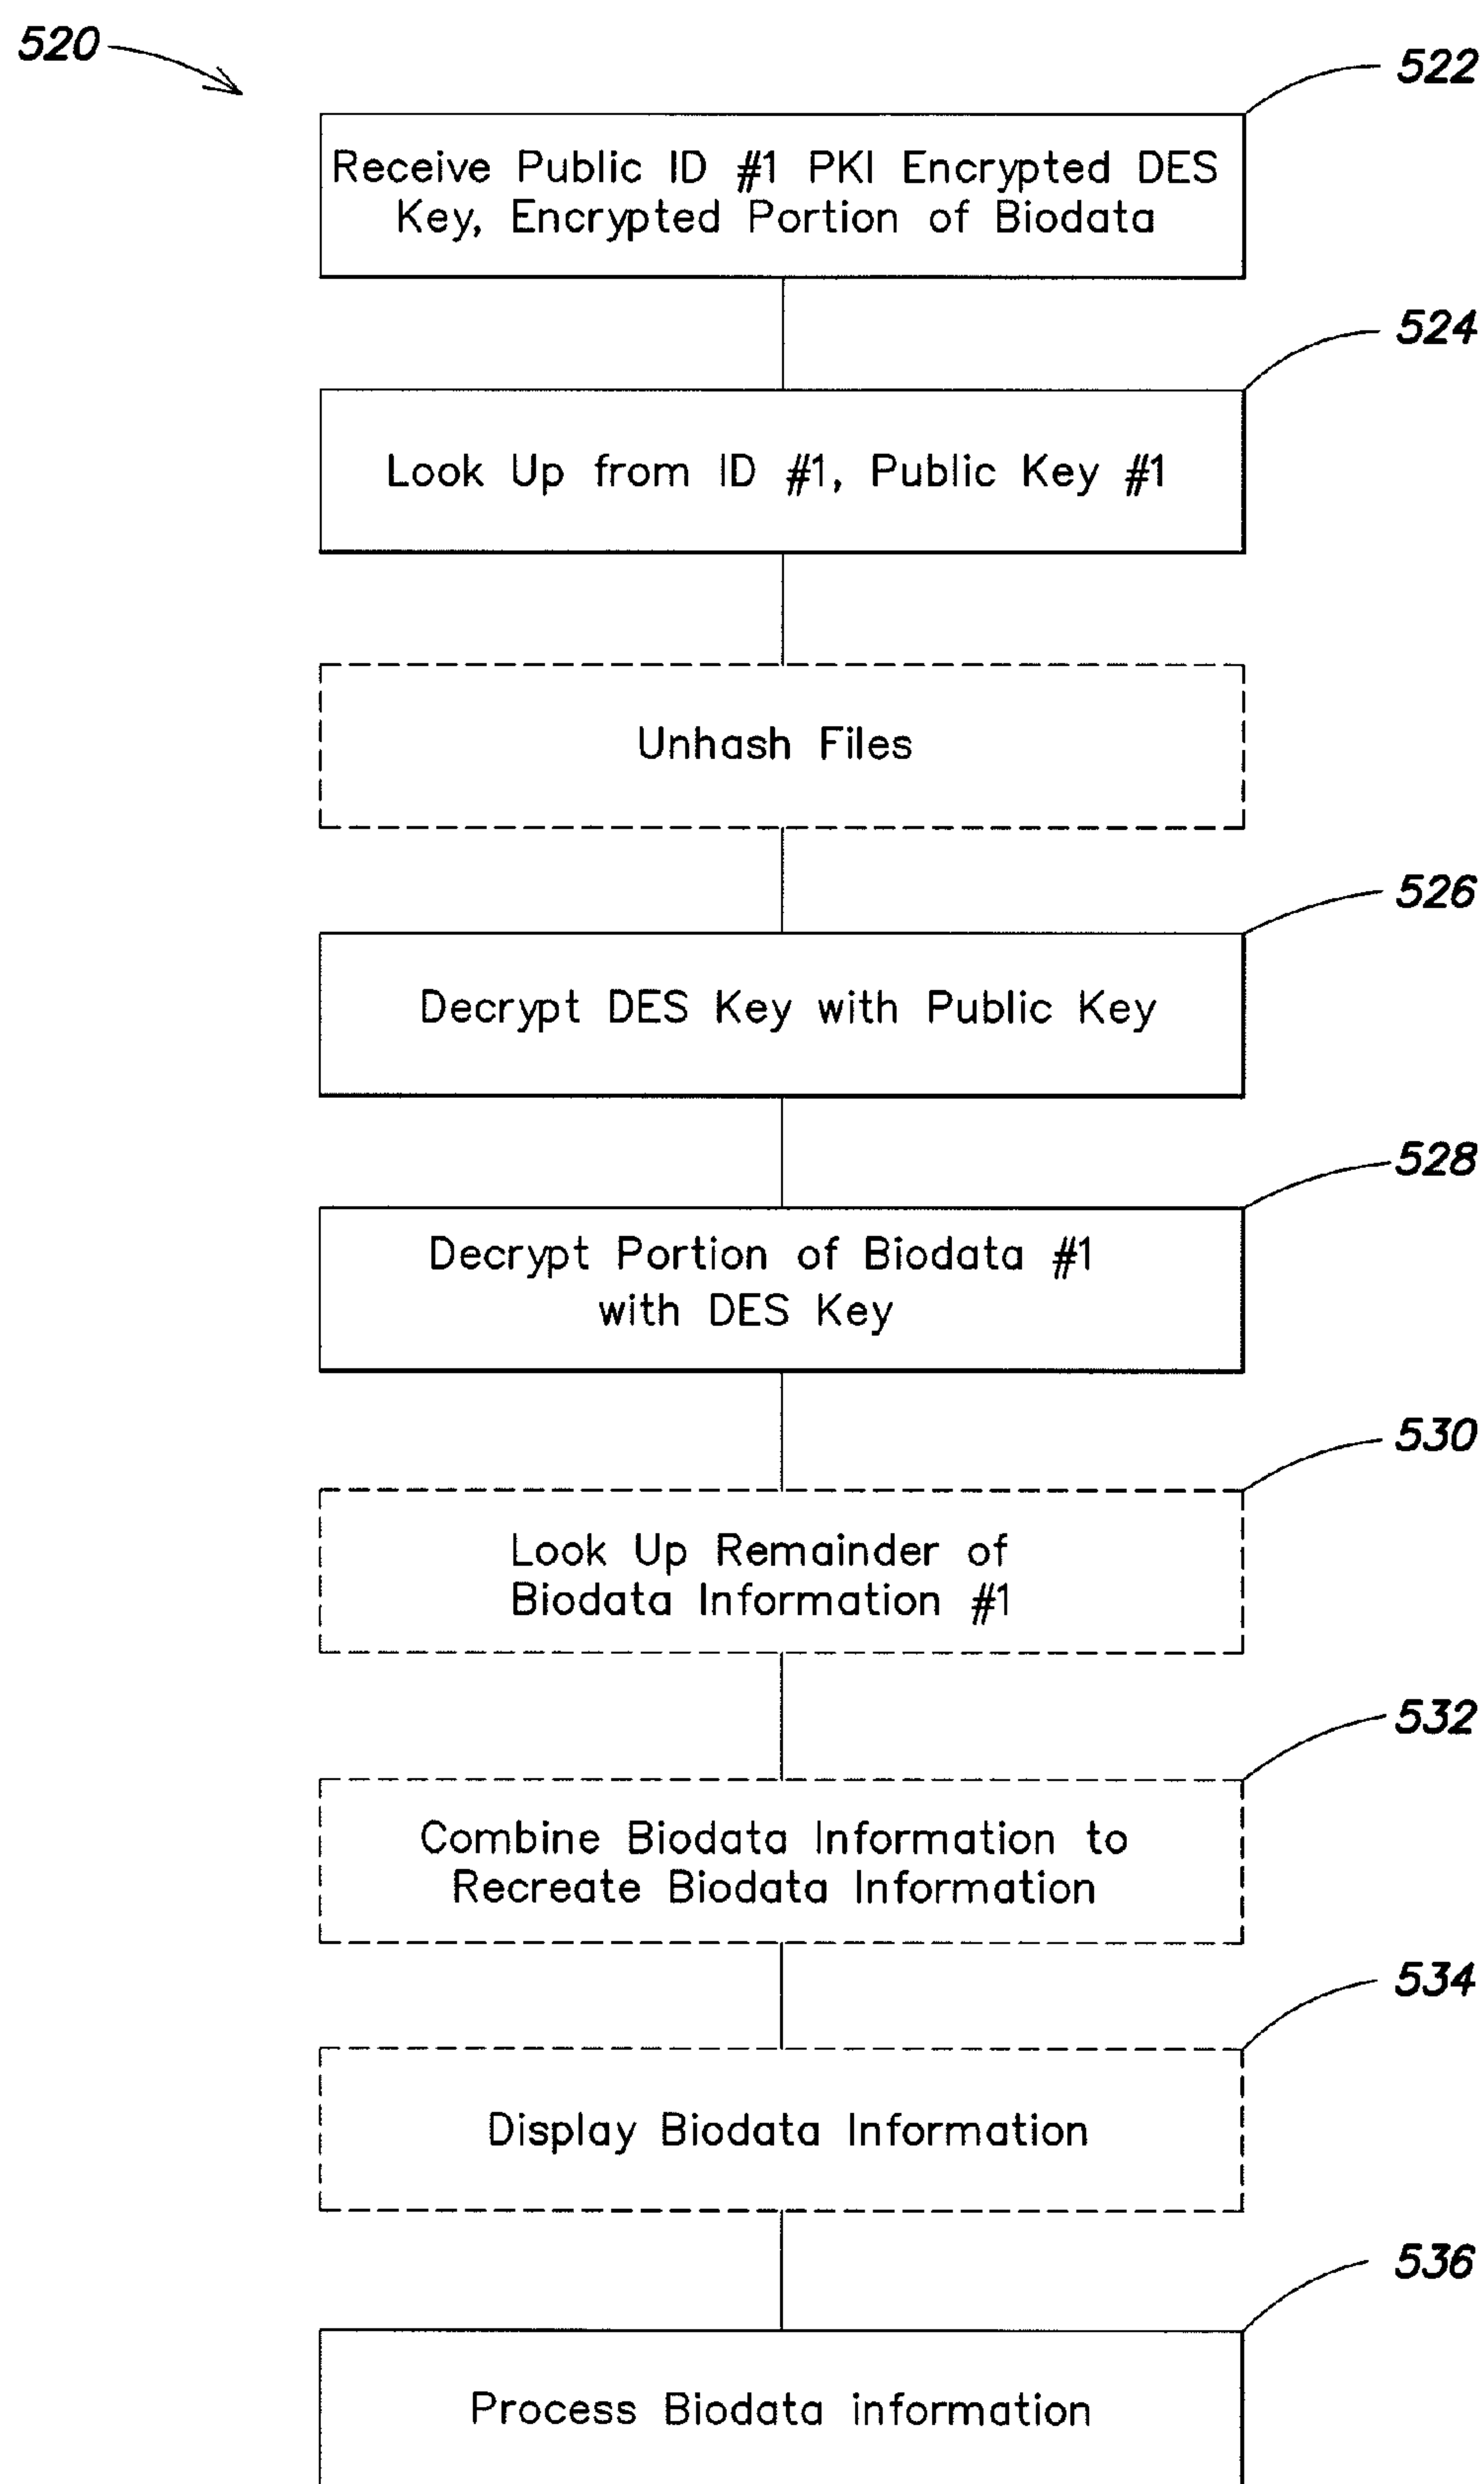 520
522
Receive Public ID #1 PKI Encrypted DES
Key, Encrypted Portion of Biodata
524
Look Up from ID #1, Public Key #1
Unhash Files
526
Decrypt DES Key with Public Key
528
Decrypt Portion of Biodata #1
with DES Key
530
Look Up Remainder of
Biodata Information #1
532
Combine Biodata Information to
Recreate Biodata Information
534
Display Biodata Information
536
Process Biodata information